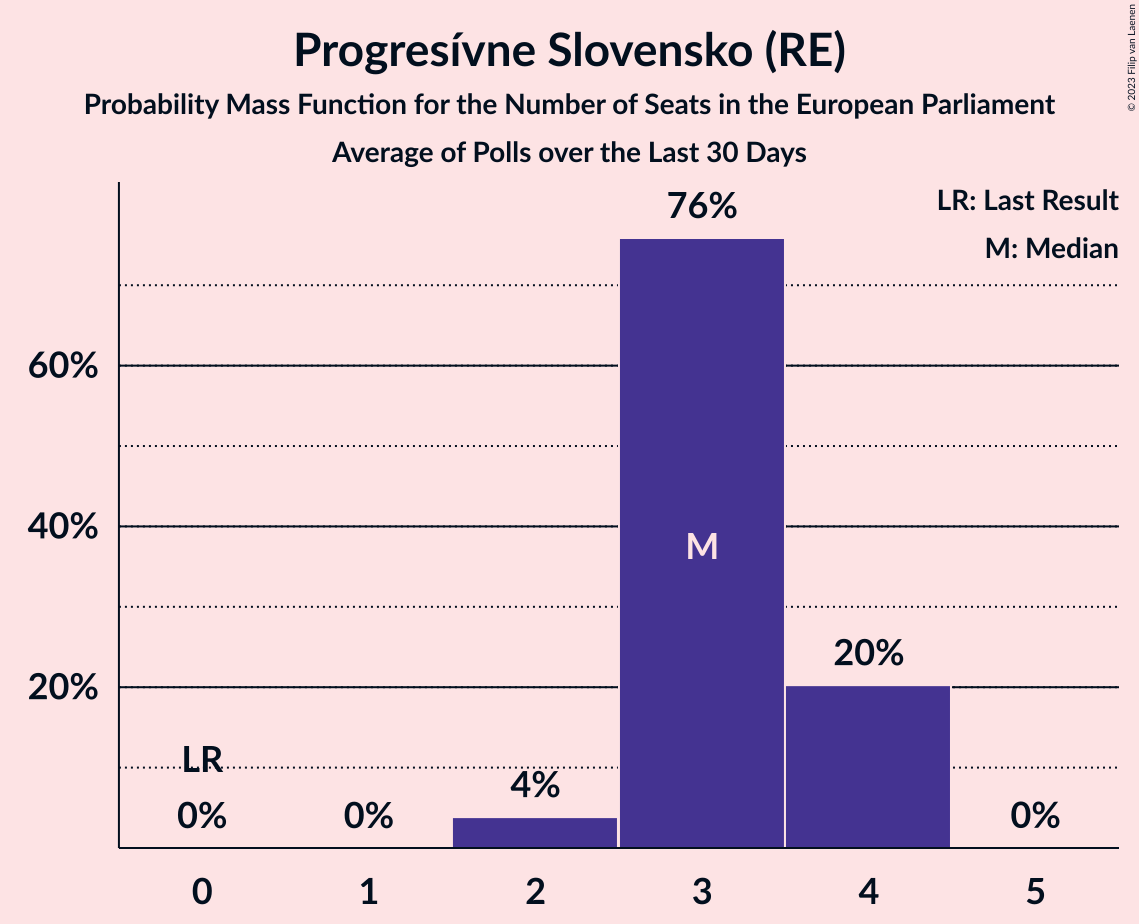 Progresívne Slovensko (RE)
Probability Mass Function for the Number of Seats in the European Parliament
Average of Polls over the Last 30 Days
© 2023 Filip van Laenen
LR: Last Result
M: Median
76%
60%
40%
M
20%
20%
LR
4%
0%
0%
0%
0
1
2
3
4
5